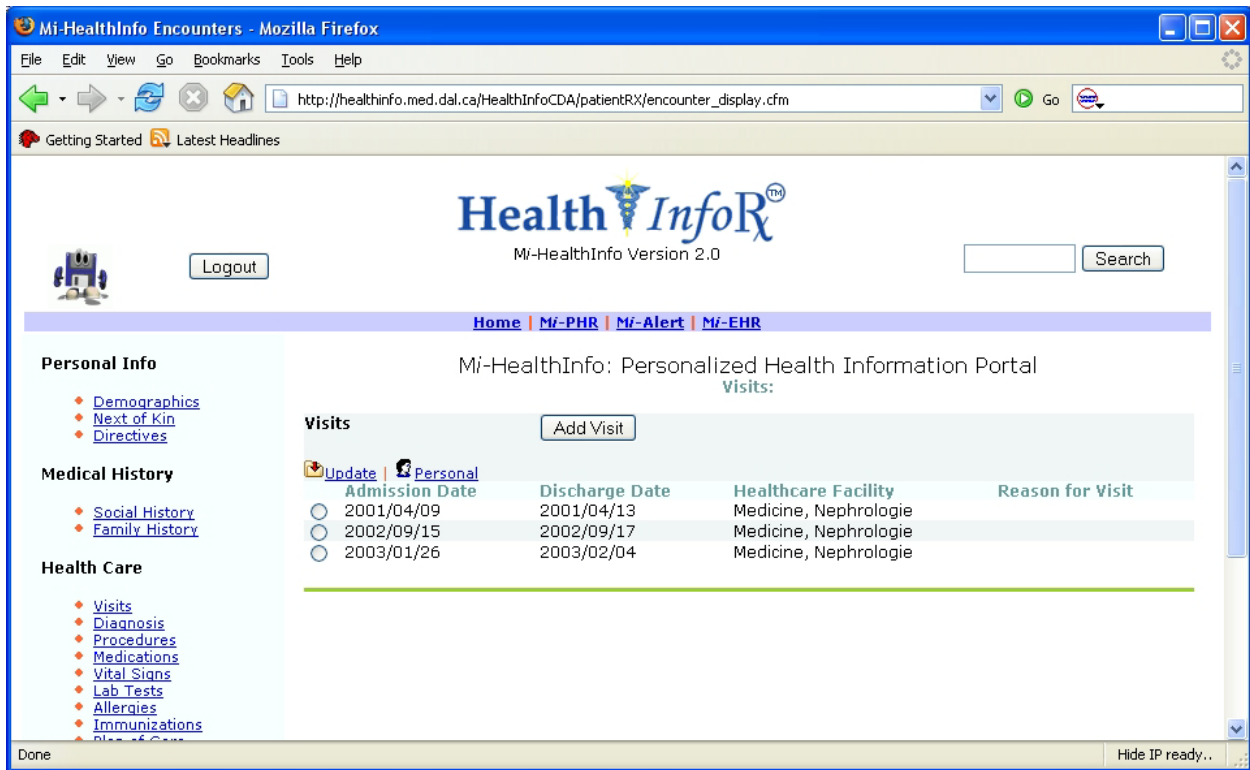 Mi-HealthInfo Encounters - Mozilla Firefox
File Edit View Go Bookmarks Tools Help
http://healthinfo.med.dal.ca/HealthInfoCDA/patientRX/encounter_display.cfm Go
Getting Started Latest Headlines
Health InfoRx TM
Mi-HealthInfo Version 2.0
Logout Search
Home | Mi-PHR | Mi-Alert | Mi-EHR
Personal Info
Demographics
Next of Kin
Directives
Medical History
Social History
Family History
Health Care
Visits
Diagnosis
Procedures
Medications
Vital Signs
Lab Tests
Allergies
Immunizations
Plan of Care
Mi-HealthInfo: Personalized Health Information Portal
Visits:
Visits Add Visit
Update | Personal
Admission Date Discharge Date Healthcare Facility Reason for Visit
2001/04/09 2001/04/13 Medicine, Nephrologie
2002/09/15 2002/09/17 Medicine, Nephrologie
2003/01/26 2003/02/04 Medicine, Nephrologie
Done Hide IP ready..